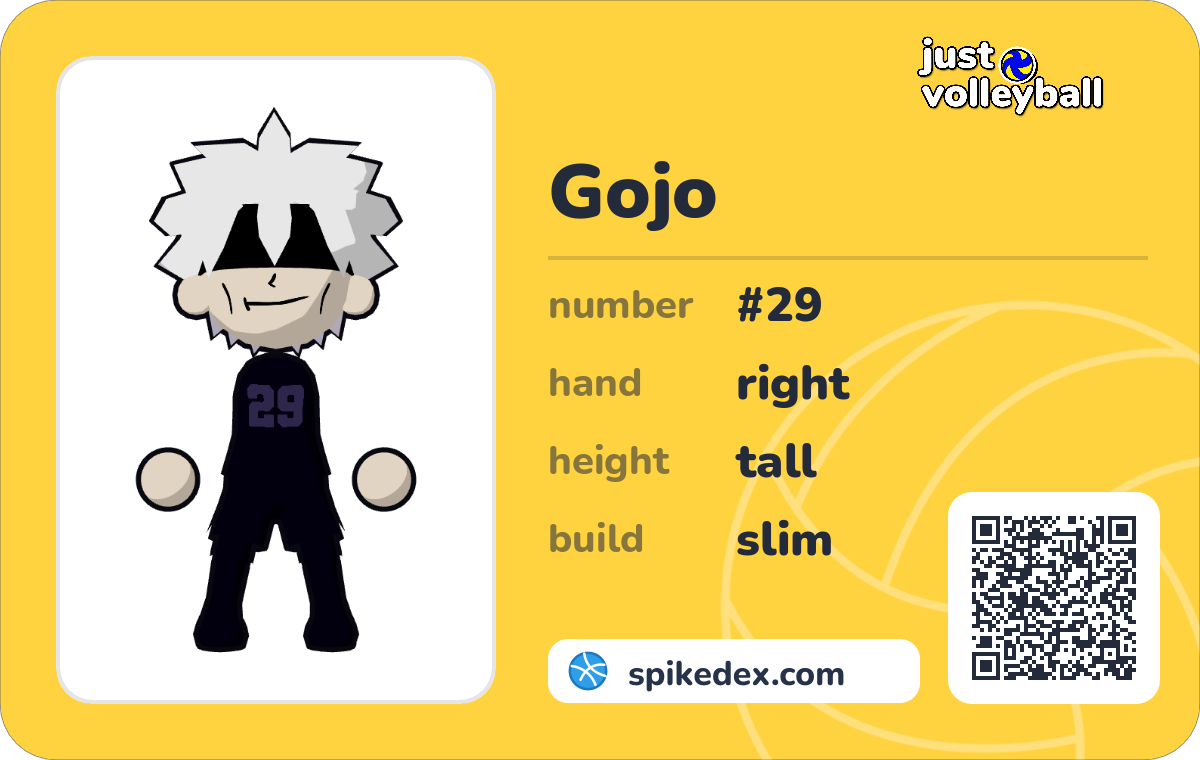 just
volleyball
Gojo
number #29
hand right
height tall
build slim
29
spikedex.com